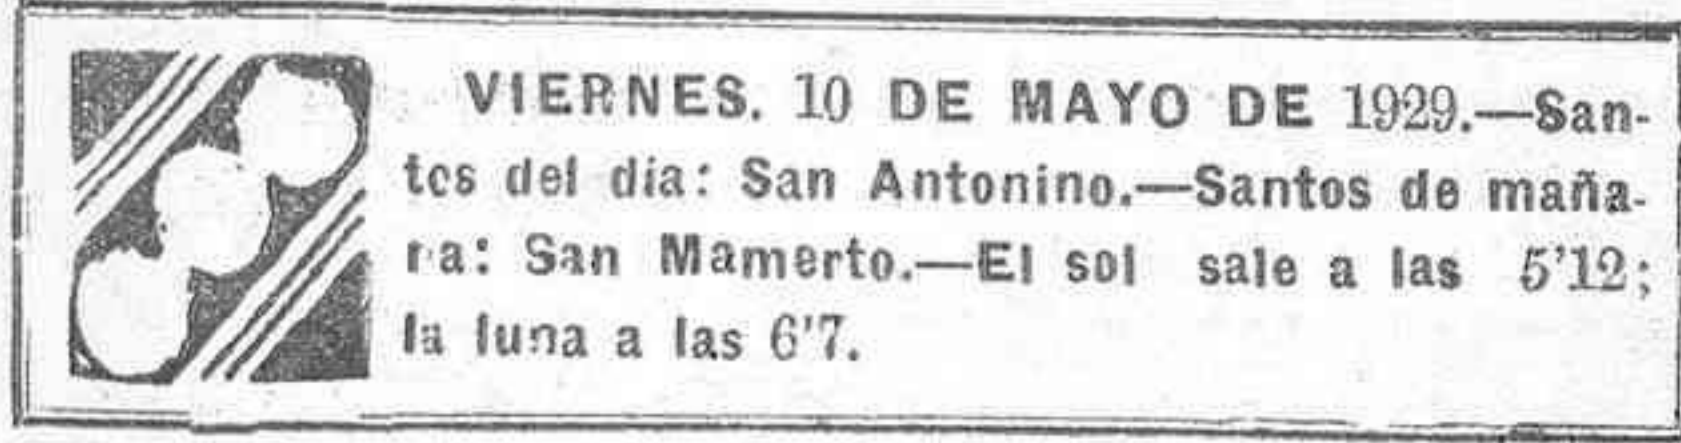 VIERNES. 10 DE MAYO DE 1929.—San-
tos del día: San Antonino.—Santos de maña-
na: San Mamerto.—El sol sale a las 5'12;
la luna a las 6'7.